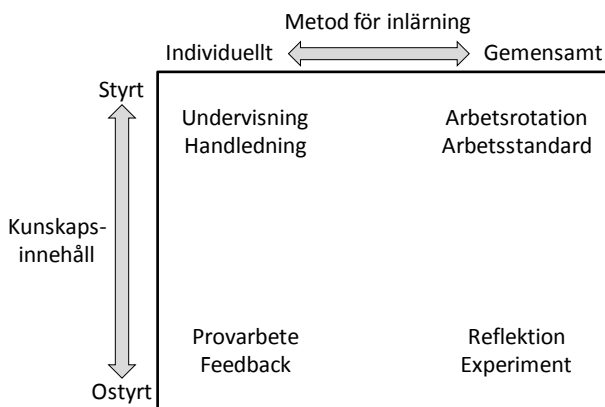 Metod för inlärning
Individuellt
Gemensamt
Styrt
Undervisning
Handledning
Arbetsrotation
Arbetsstandard
Kunskaps-
innehåll
Provarbete
Feedback
Reflektion
Experiment
Ostyrt